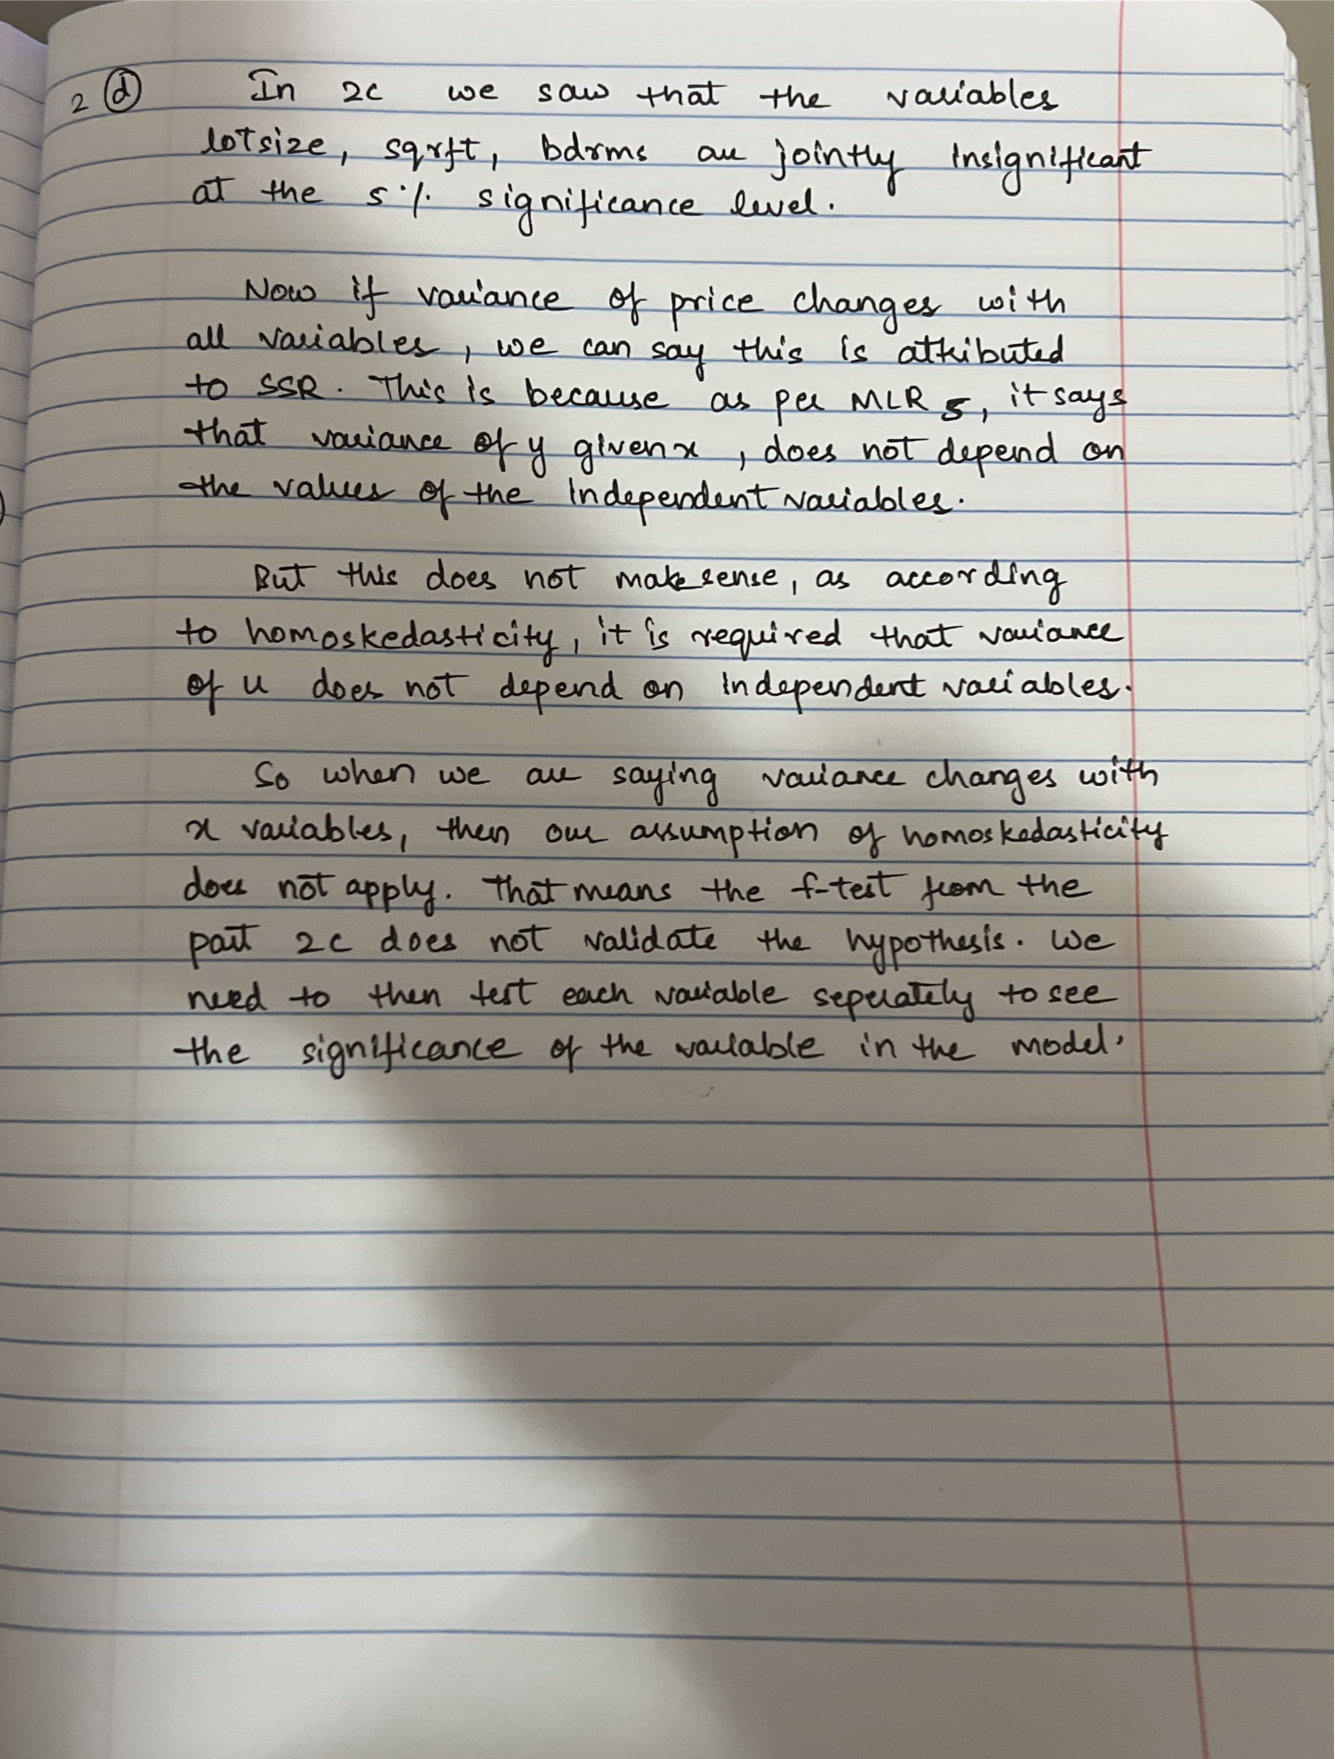 2 d In 2c we saw that the variables
lotsize, sqrft, bdrms are jointly insignificant
at the 5% significance level.
Now if variance of price changes with
all variables, we can say this is attributed
to SSR. This is because as per MLR 5, it says
that variance of y given x, does not depend on
the values of the independent variables.
But this does not make sense, as according
to homoskedasticity, it is required that variance
of u does not depend on independent variables.
So when we are saying variance changes with
x variables, then our assumption of homoskedasticity
does not apply. That means the f-test from the
part 2c does not validate the hypothesis. We
need to then test each variable seperately to see
the significance of the variable in the model.